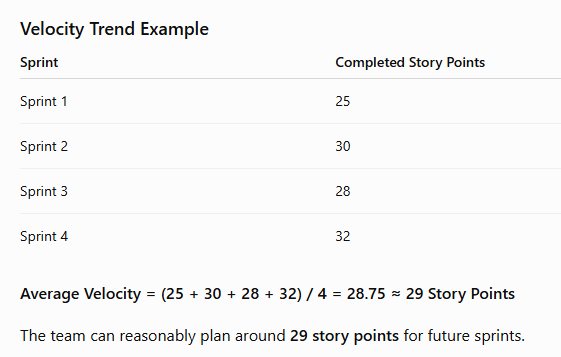 Velocity Trend Example
Sprint Completed Story Points
Sprint 1 25
Sprint 2 30
Sprint 3 28
Sprint 4 32
Average Velocity = (25 + 30 + 28 + 32) / 4 = 28.75 ≈ 29 Story Points
The team can reasonably plan around 29 story points for future sprints.